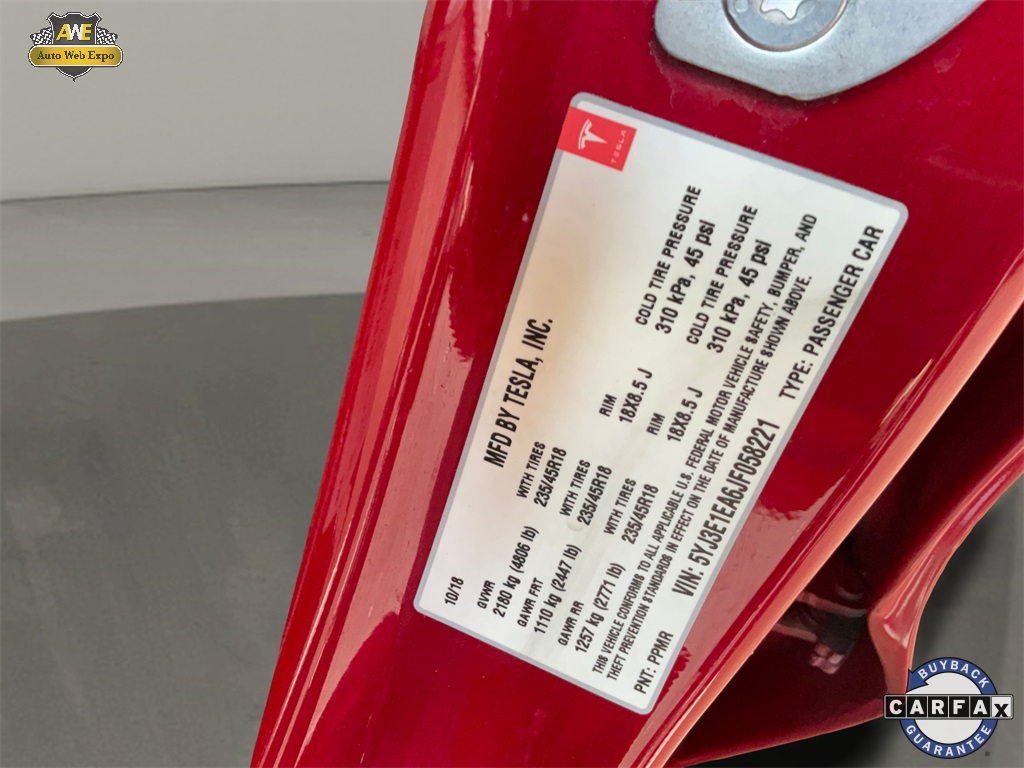 AWE
Auto Web Expo
TESLA
MFD BY TESLA, INC.
10/18
GVWR
2180 kg (4806 lb)
WITH TIRES
235/45R18
RIM
18X8.5 J
COLD TIRE PRESSURE
310 kPa, 45 psi
GAWR FRT
1110 kg (2447 lb)
WITH TIRES
235/45R18
RIM
18X8.5 J
COLD TIRE PRESSURE
310 kPa, 45 psi
GAWR RR
1257 kg (2771 lb)
WITH TIRES
235/45R18
THIS VEHICLE CONFORMS TO ALL APPLICABLE U.S. FEDERAL MOTOR VEHICLE SAFETY, BUMPER, AND
THEFT PREVENTION STANDARDS IN EFFECT ON THE DATE OF MANUFACTURE SHOWN ABOVE.
VIN: 5YJ3E1EA6JF058221 TYPE: PASSENGER CAR
PNT: PPMR
BUYBACK
CARFAX
GUARANTEE